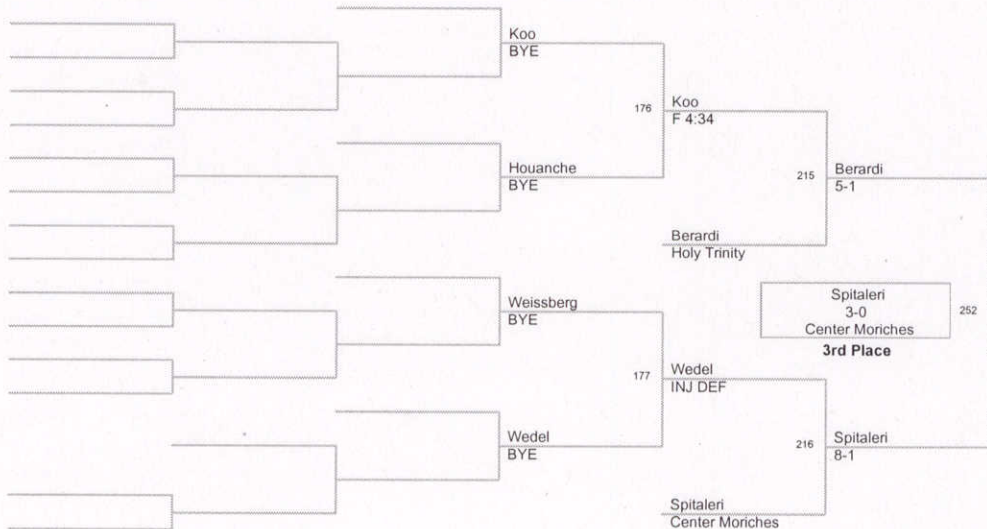 Koo
BYE
176
Koo
F 4:34
Houanche
BYE
215
Berardi
5-1
Berardi
Holy Trinity
Weissberg
BYE
Spitaleri
3-0
Center Moriches
252
3rd Place
177
Wedel
INJ DEF
Wedel
BYE
216
Spitaleri
8-1
Spitaleri
Center Moriches